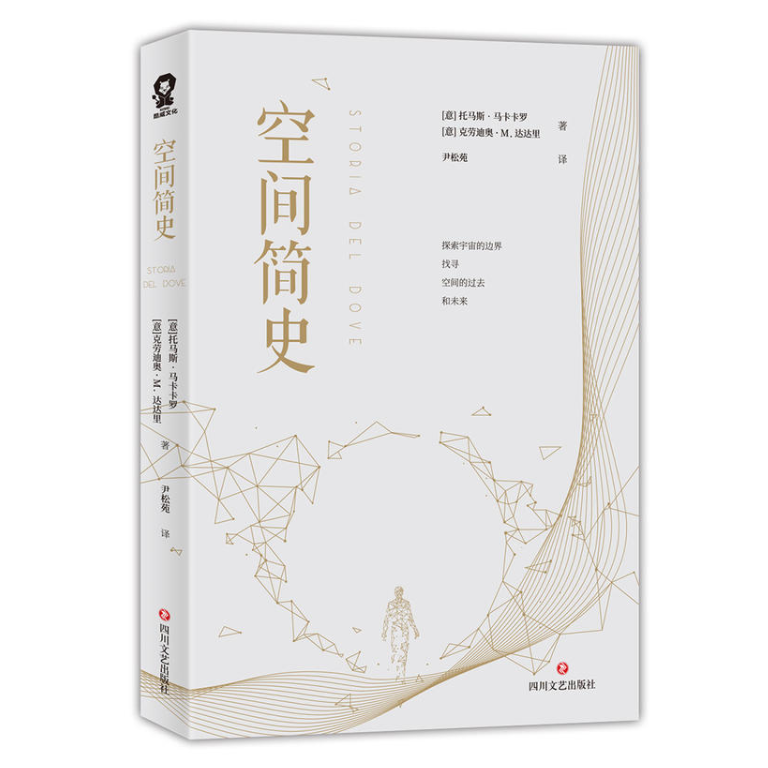 酷威文化
空间简史
STORIA
DEL DOVE
[意]托马斯·马卡卡罗
[意]克劳迪奥·M.达达里
著
尹松苑
译
四川文艺出版社
空间简史
STORIA DEL DOVE
[意] 托马斯·马卡卡罗
[意] 克劳迪奥·M. 达达里
著
尹松苑 译
探索宇宙的边界
找寻
空间的过去
和未来
四川文艺出版社